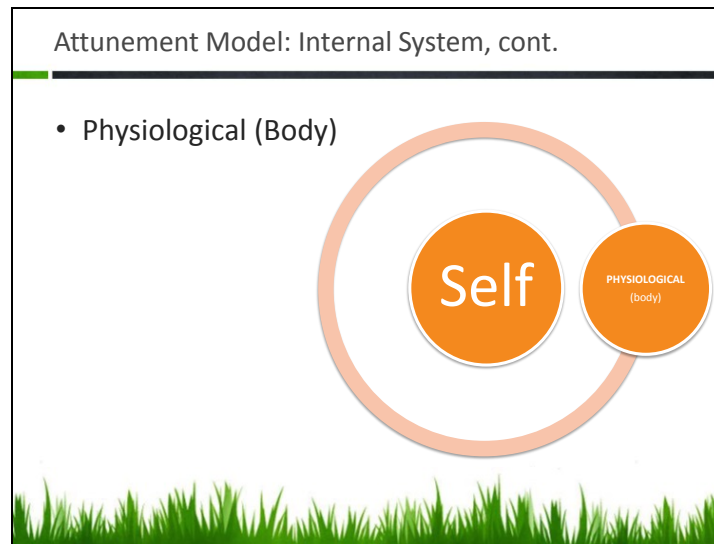 Attunement Model: Internal System, cont.
• Physiological (Body)
Self
PHYSIOLOGICAL
(body)